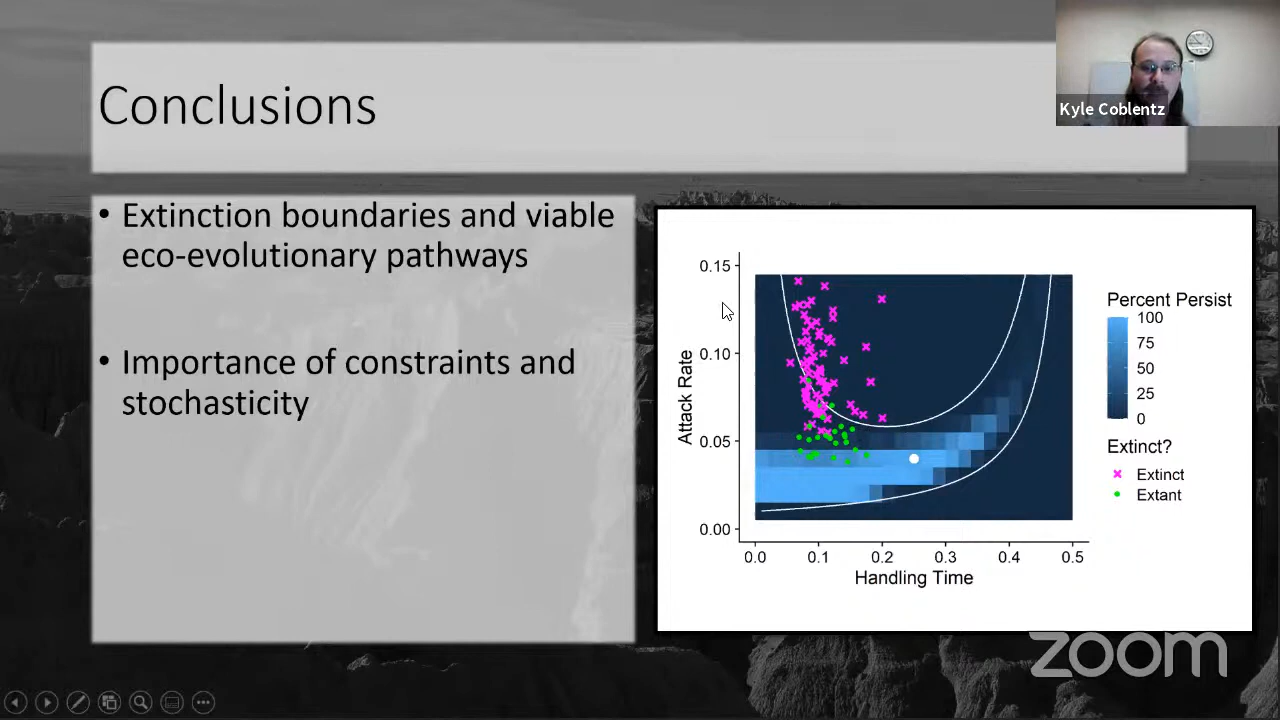 Conclusions
Kyle Coblentz
• Extinction boundaries and viable
eco-evolutionary pathways
• Importance of constraints and
stochasticity
0.15
0.10
0.05
0.00
Attack Rate
0.0 0.1 0.2 0.3 0.4 0.5
Handling Time
Percent Persist
100
75
50
25
0
Extinct?
Extinct
Extant
zoom